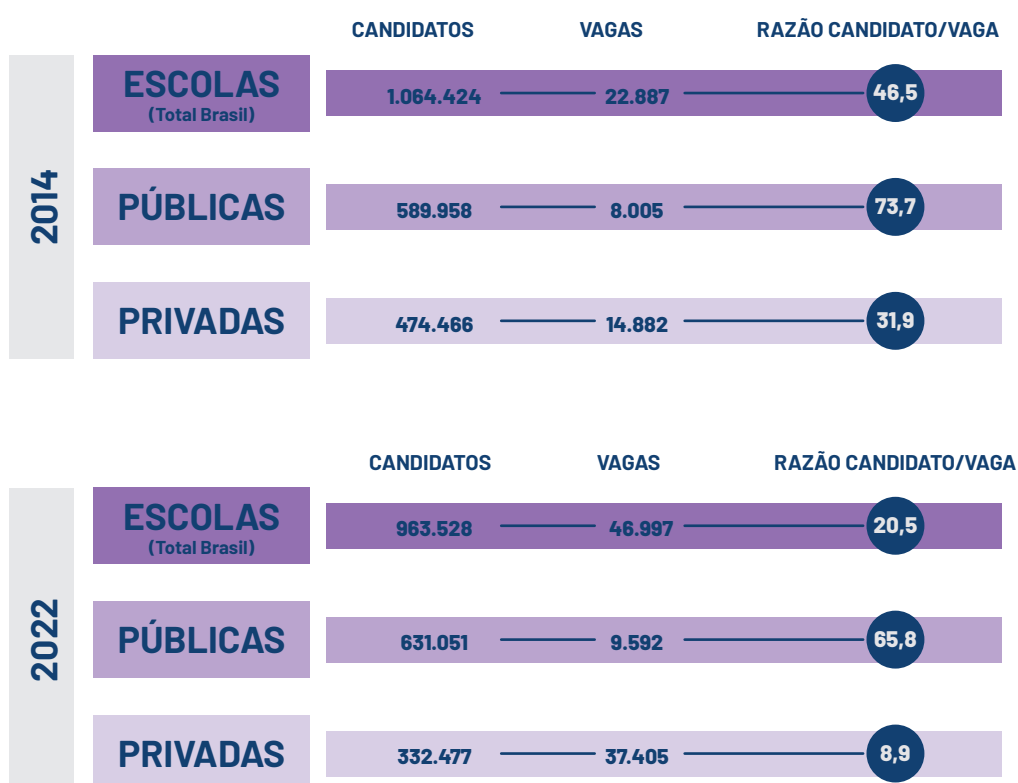 CANDIDATOS VAGAS RAZÃO CANDIDATO/VAGA
2014
ESCOLAS
(Total Brasil)
1.064.424 22.887 46,5
PÚBLICAS 589.958 8.005 73,7
PRIVADAS 474.466 14.882 31,9
CANDIDATOS VAGAS RAZÃO CANDIDATO/VAGA
2022
ESCOLAS
(Total Brasil)
963.528 46.997 20,5
PÚBLICAS 631.051 9.592 65,8
PRIVADAS 332.477 37.405 8,9